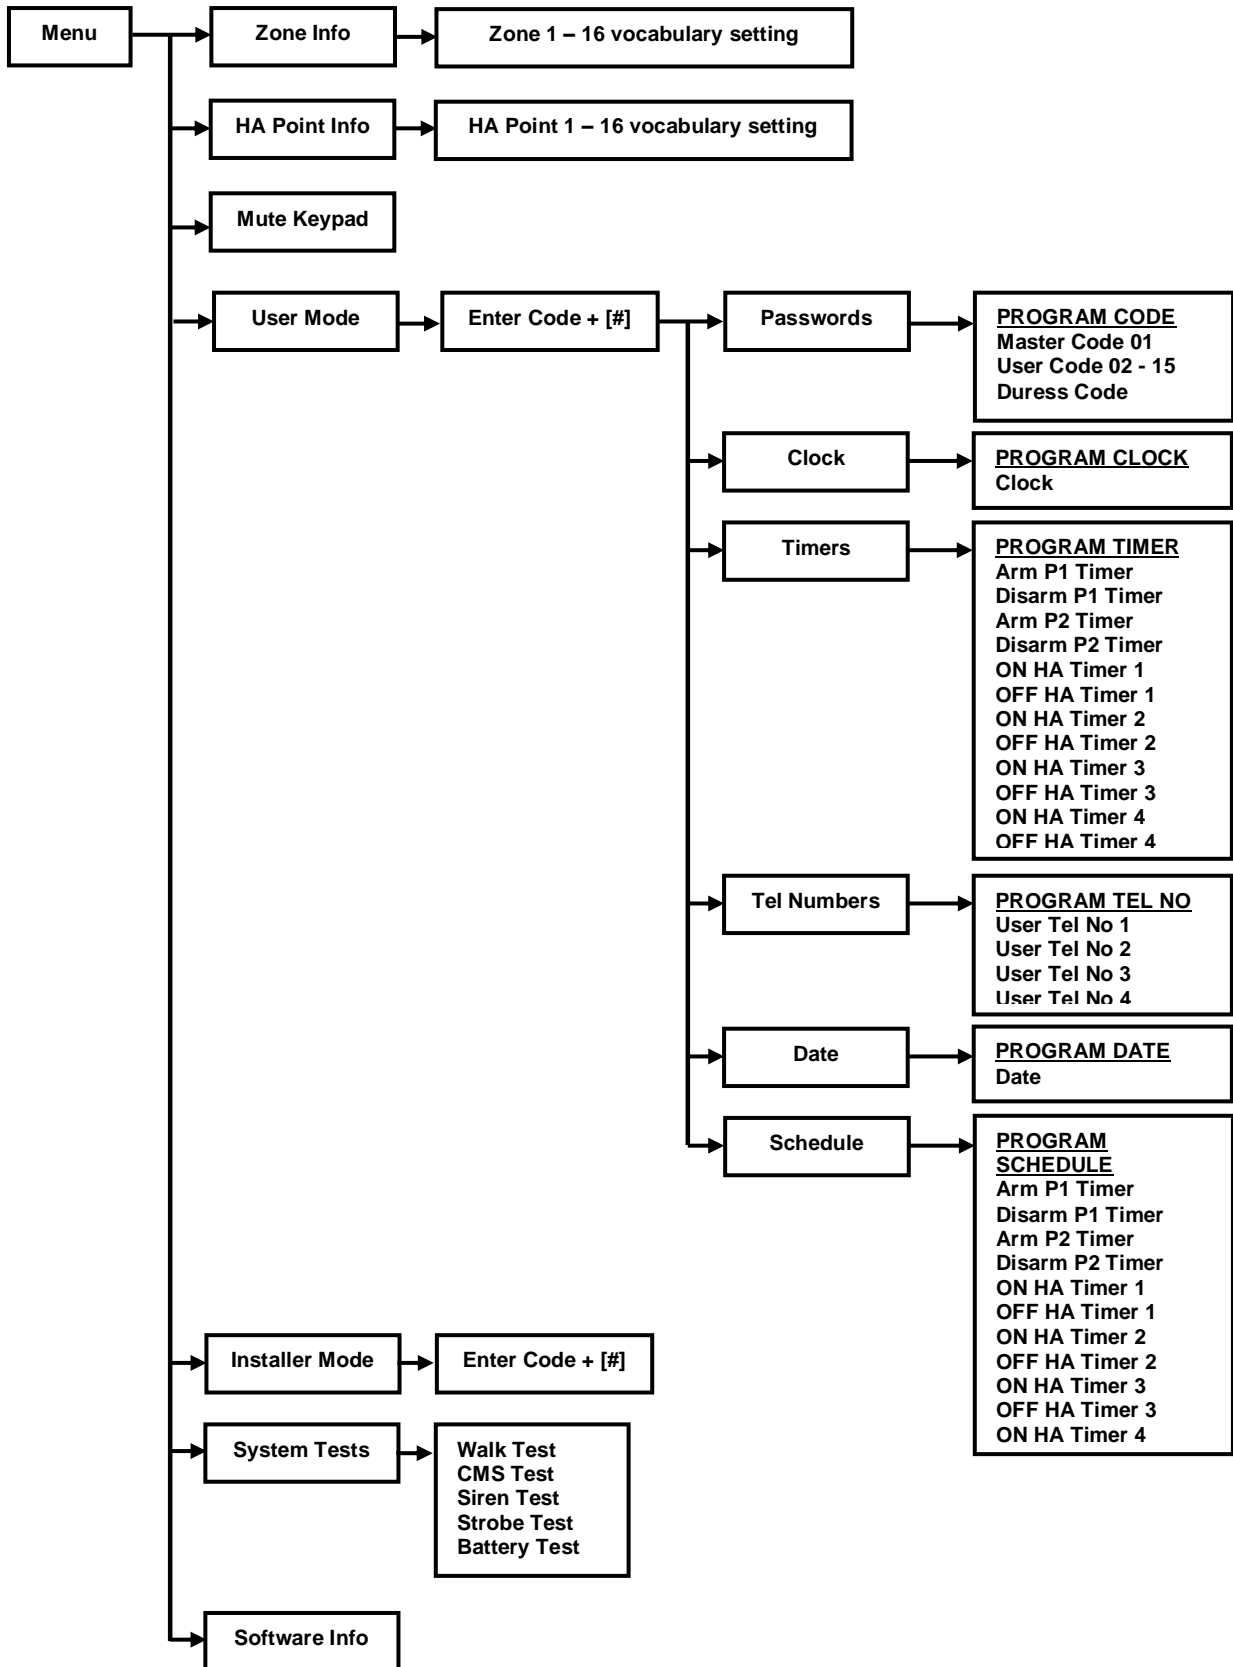 Menu
Zone Info
Zone 1 – 16 vocabulary setting
HA Point Info
HA Point 1 – 16 vocabulary setting
Mute Keypad
User Mode
Enter Code + [#]
Passwords
PROGRAM CODE
Master Code 01
User Code 02 - 15
Duress Code
Clock
PROGRAM CLOCK
Clock
Timers
PROGRAM TIMER
Arm P1 Timer
Disarm P1 Timer
Arm P2 Timer
Disarm P2 Timer
ON HA Timer 1
OFF HA Timer 1
ON HA Timer 2
OFF HA Timer 2
ON HA Timer 3
OFF HA Timer 3
ON HA Timer 4
OFF HA Timer 4
Tel Numbers
PROGRAM TEL NO
User Tel No 1
User Tel No 2
User Tel No 3
User Tel No 4
Date
PROGRAM DATE
Date
Schedule
PROGRAM
SCHEDULE
Arm P1 Timer
Disarm P1 Timer
Arm P2 Timer
Disarm P2 Timer
ON HA Timer 1
OFF HA Timer 1
ON HA Timer 2
OFF HA Timer 2
ON HA Timer 3
OFF HA Timer 3
ON HA Timer 4
Installer Mode
Enter Code + [#]
System Tests
Walk Test
CMS Test
Siren Test
Strobe Test
Battery Test
Software Info